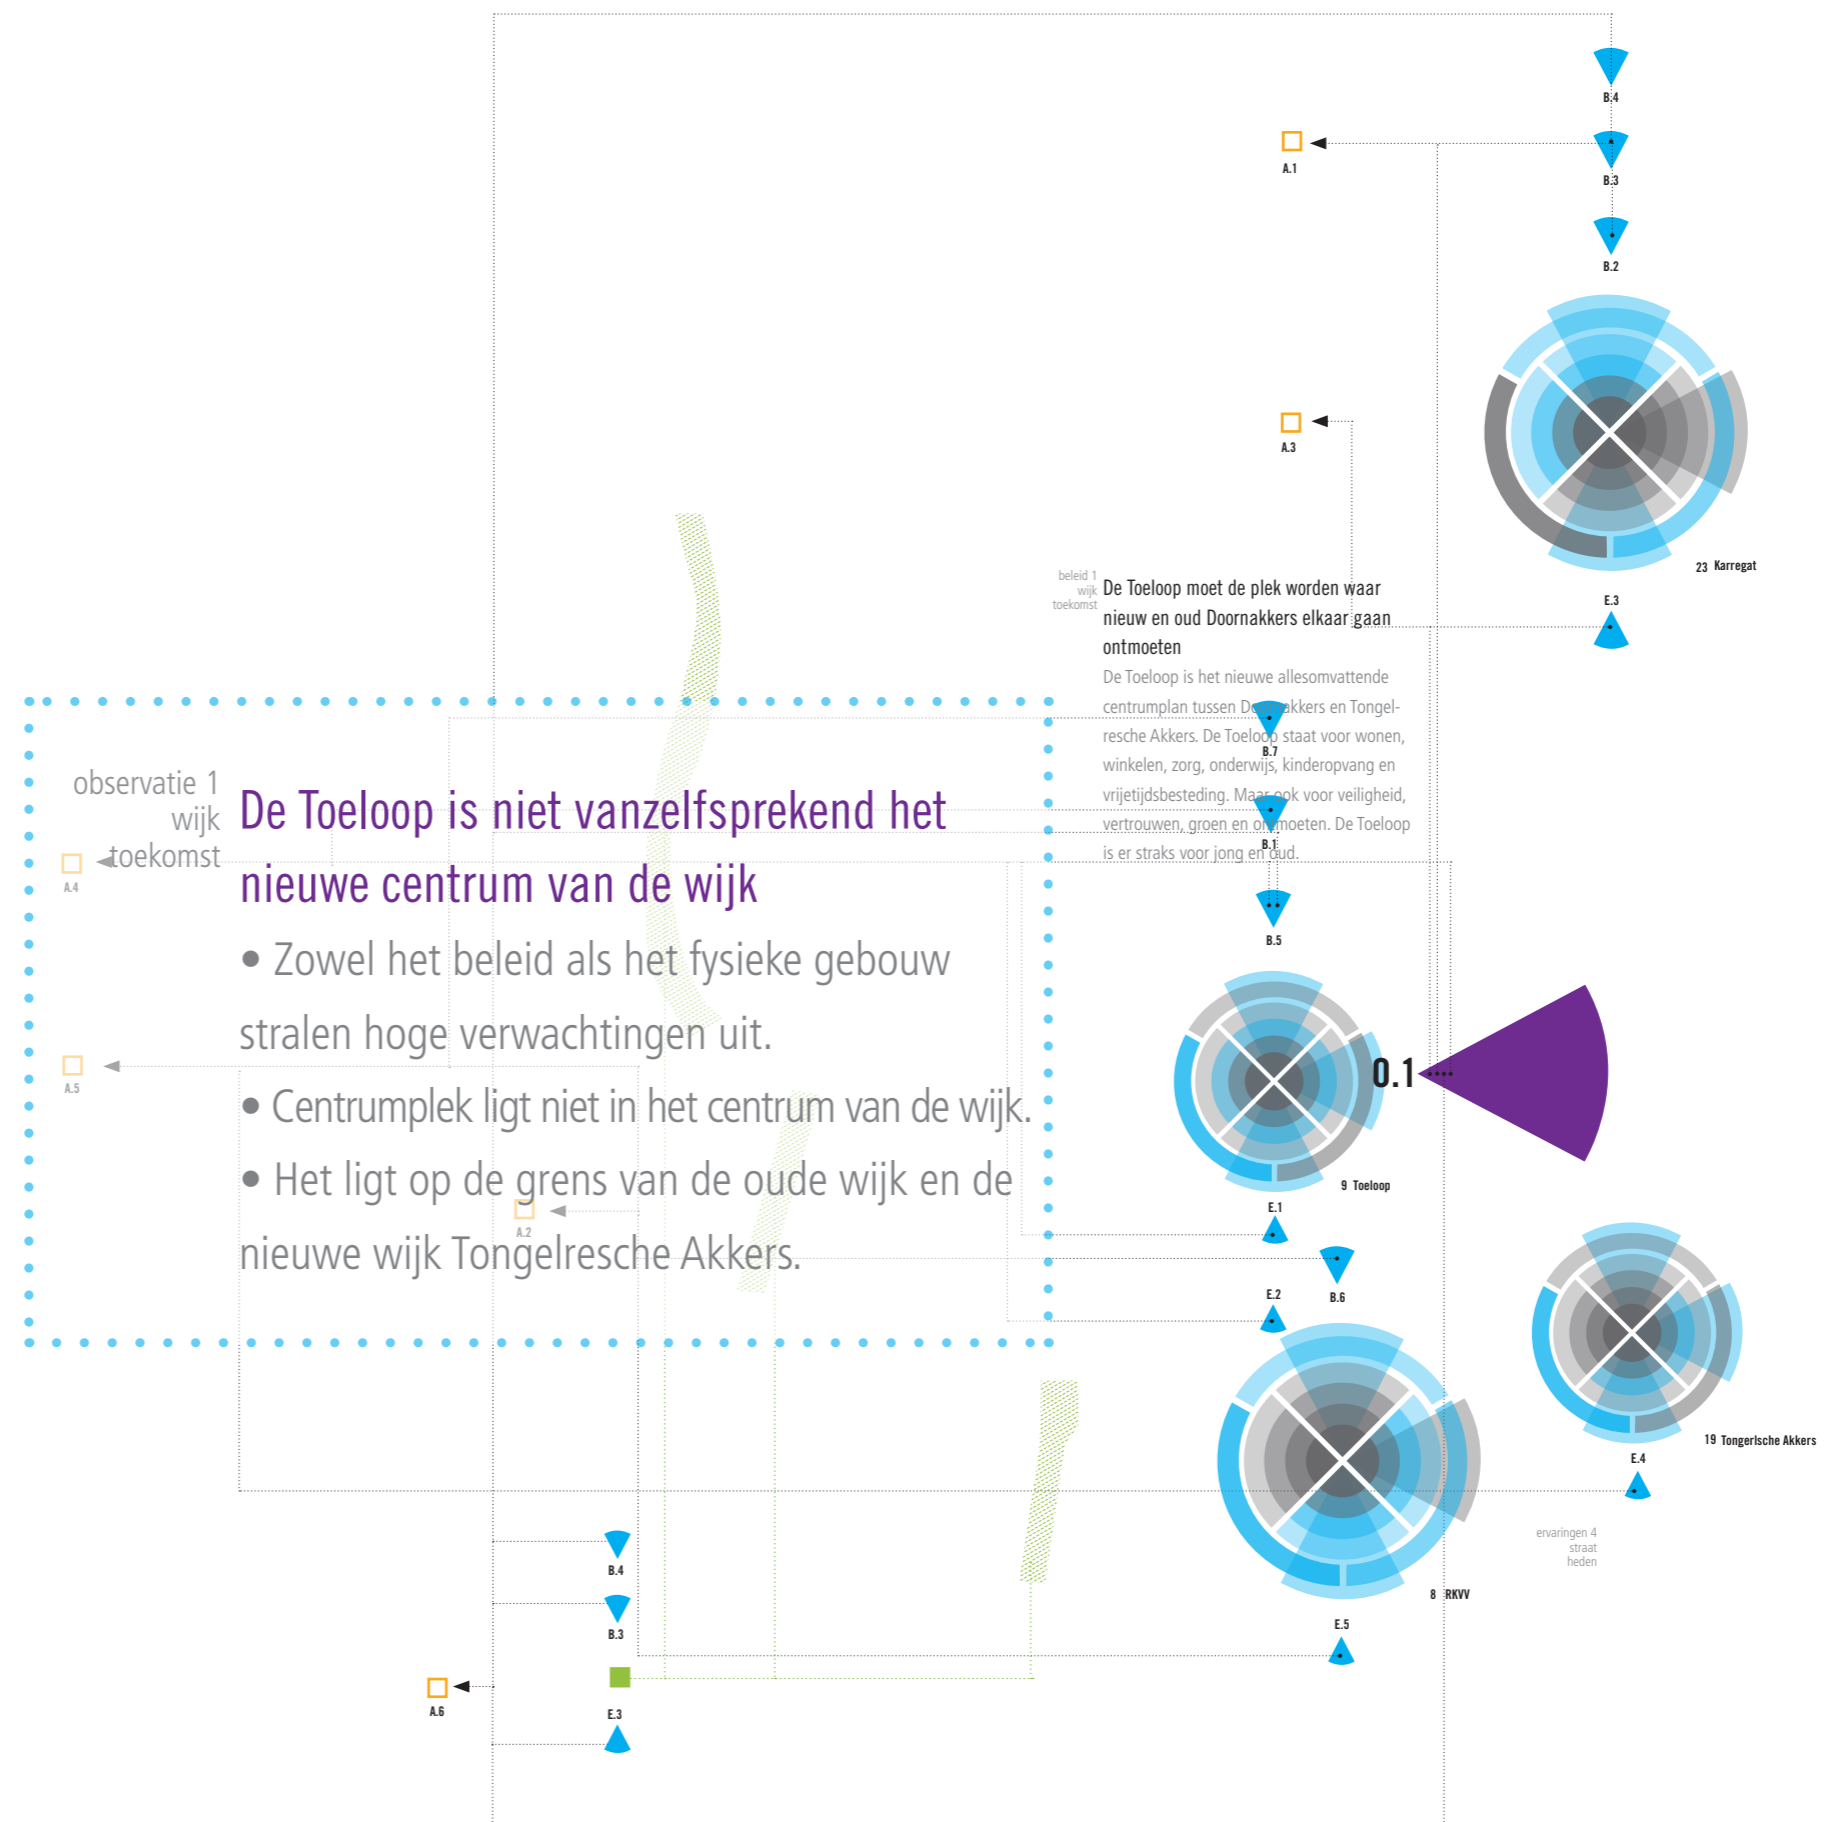 B.4
A.1
B.3
B.2
A.3
23 Karregat
E.3
beleid 1
wijk
toekomst
De Toeloop moet de plek worden waar
nieuw en oud Doornakkers elkaar gaan
ontmoeten
De Toeloop is het nieuwe allesomvattende
centrumplan tussen Doornakkers en Tongel-
resche Akkers. De Toeloop staat voor wonen,
winkelen, zorg, onderwijs, kinderopvang en
vrijetijdsbesteding. Maar ook voor veiligheid,
vertrouwen, groen en ontmoeten. De Toeloop
is er straks voor jong en oud.
B.7
B.1
B.5
observatie 1
wijk
toekomst
De Toeloop is niet vanzelfsprekend het
nieuwe centrum van de wijk
• Zowel het beleid als het fysieke gebouw
stralen hoge verwachtingen uit.
• Centrumplek ligt niet in het centrum van de wijk.
• Het ligt op de grens van de oude wijk en de
nieuwe wijk Tongelresche Akkers.
A.4
A.5
A.2
O.1
9 Toeloop
E.1
B.6
E.2
19 Tongerlsche Akkers
E.4
ervaringen 4
straat
heden
8 RKVV
E.5
B.4
B.3
A.6
E.3